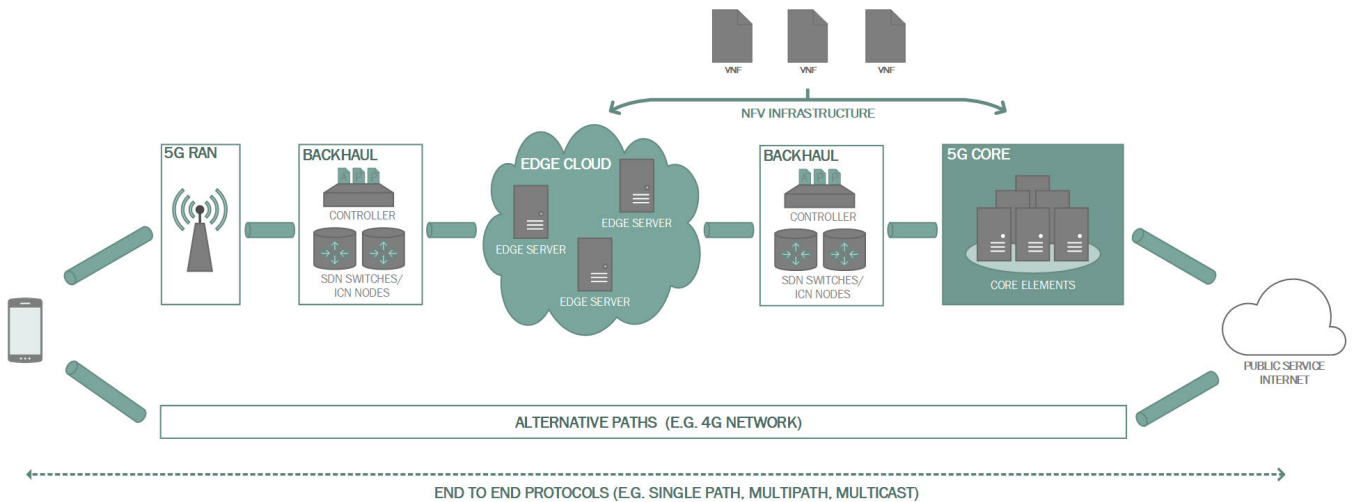 VNF
VNF
VNF
NFV INFRASTRUCTURE
5G RAN
BACKHAUL
APP
CONTROLLER
SDN SWITCHES/
ICN NODES
EDGE CLOUD
EDGE SERVER
EDGE SERVER
EDGE SERVER
BACKHAUL
APP
CONTROLLER
SDN SWITCHES/
ICN NODES
5G CORE
CORE ELEMENTS
PUBLIC SERVICE
INTERNET
ALTERNATIVE PATHS (E.G. 4G NETWORK)
END TO END PROTOCOLS (E.G. SINGLE PATH, MULTIPATH, MULTICAST)